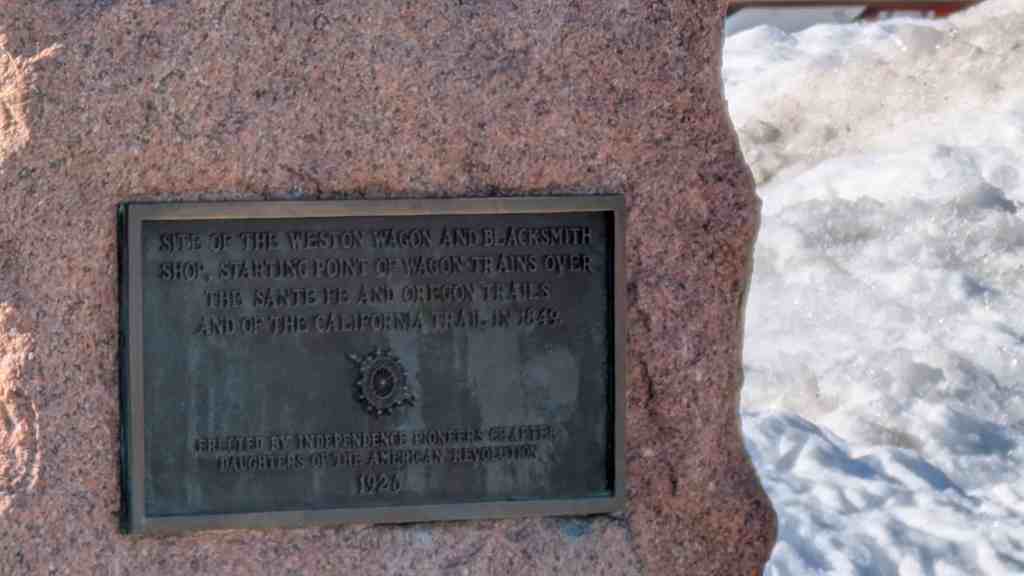 SITE OF THE WESTON WAGON AND BLACKSMITH
SHOP, STARTING POINT OF WAGON TRAINS OVER
THE SANTE FE AND OREGON TRAILS
AND OF THE CALIFORNIA TRAIL IN 1849.
ERECTED BY INDEPENDENCE PIONEERS CHAPTER
DAUGHTERS OF THE AMERICAN REVOLUTION
1926